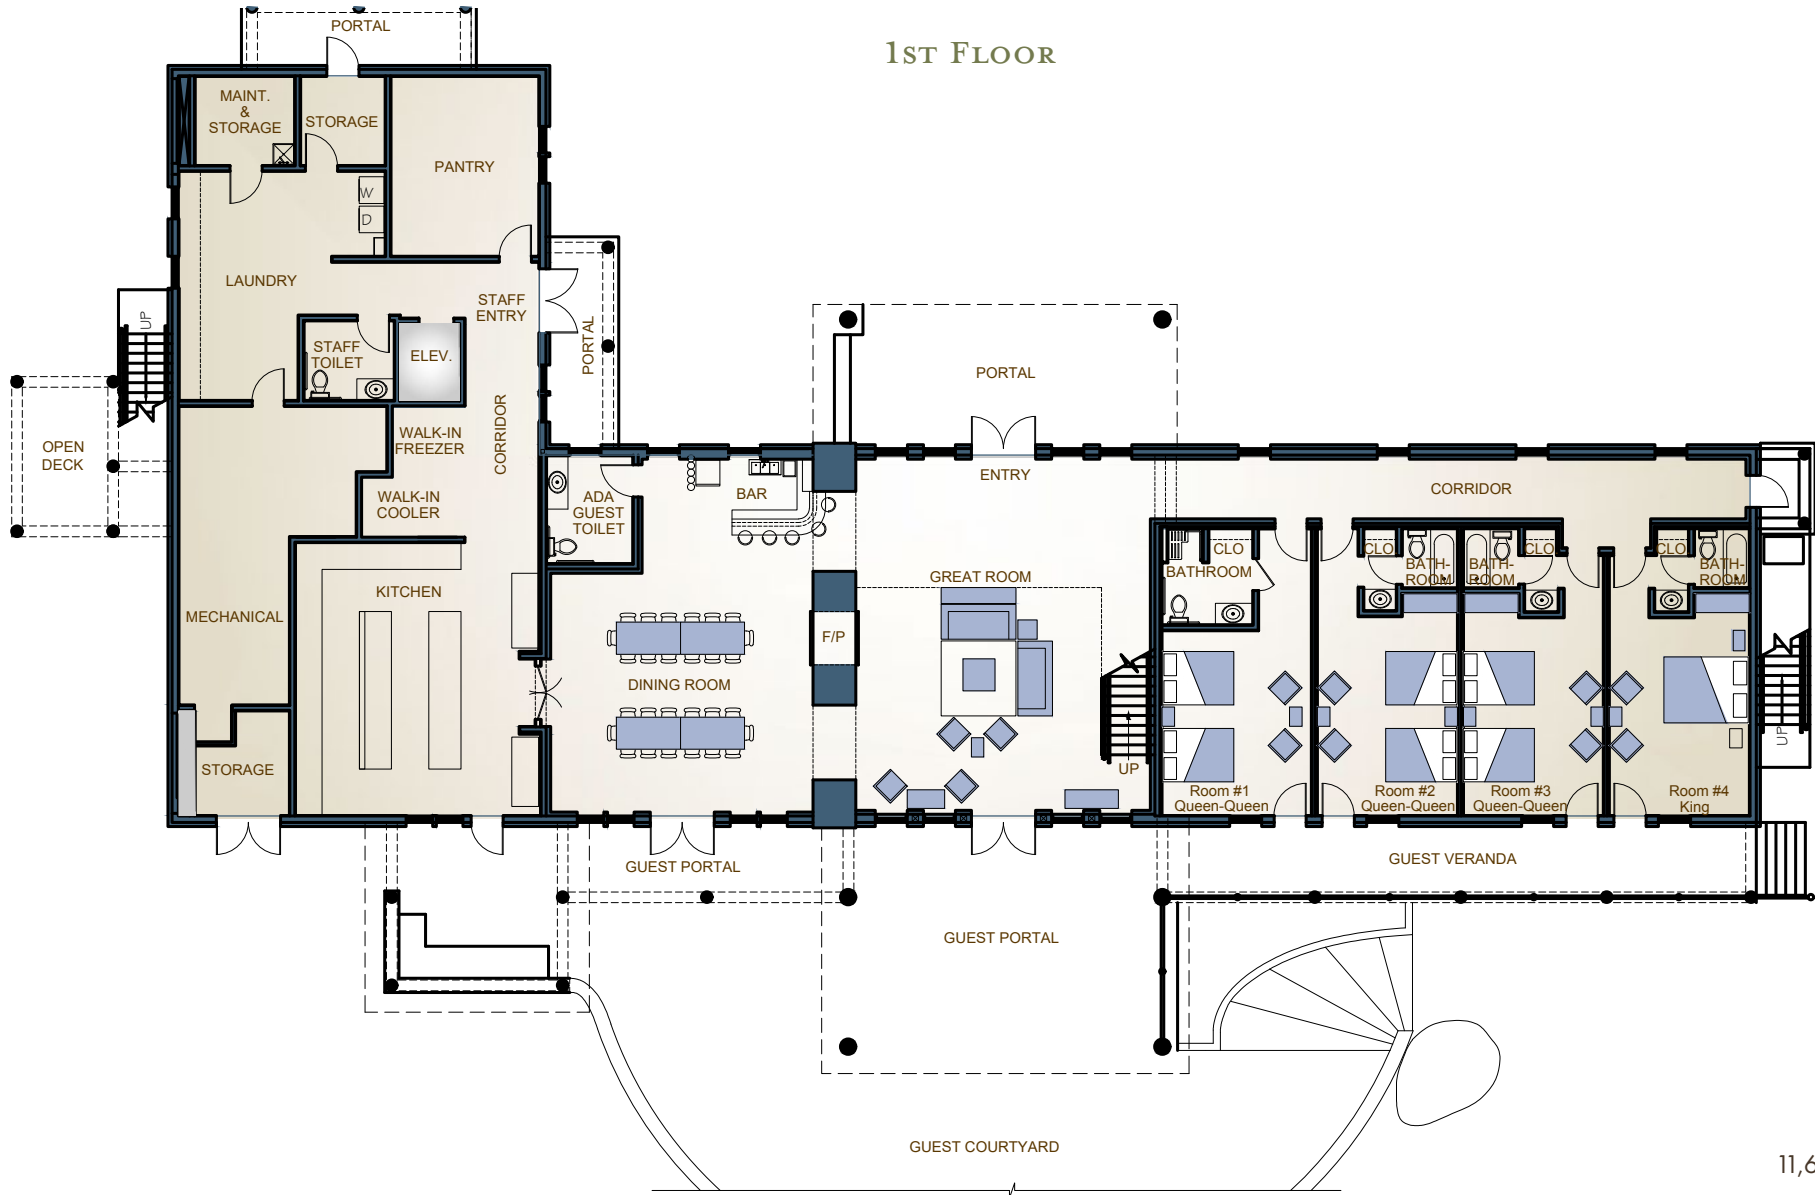 PORTAL
1ST FLOOR
MAINT.
&
STORAGE
STORAGE
PANTRY
W
D
LAUNDRY
STAFF
ENTRY
UP
STAFF
TOILET
ELEV.
PORTAL
PORTAL
OPEN
DECK
WALK-IN
FREEZER
CORRIDOR
WALK-IN
COOLER
ADA
GUEST
TOILET
BAR
ENTRY
CORRIDOR
KITCHEN
MECHANICAL
GREAT ROOM
F/P
DINING ROOM
BATHROOM
CLO
CLO
BATH-
ROOM
BATH-
ROOM
CLO
CLO
BATH-
ROOM
STORAGE
UP
UP
Room #1
Queen-Queen
Room #2
Queen-Queen
Room #3
Queen-Queen
Room #4
King
GUEST PORTAL
GUEST VERANDA
GUEST PORTAL
GUEST COURTYARD
11,6